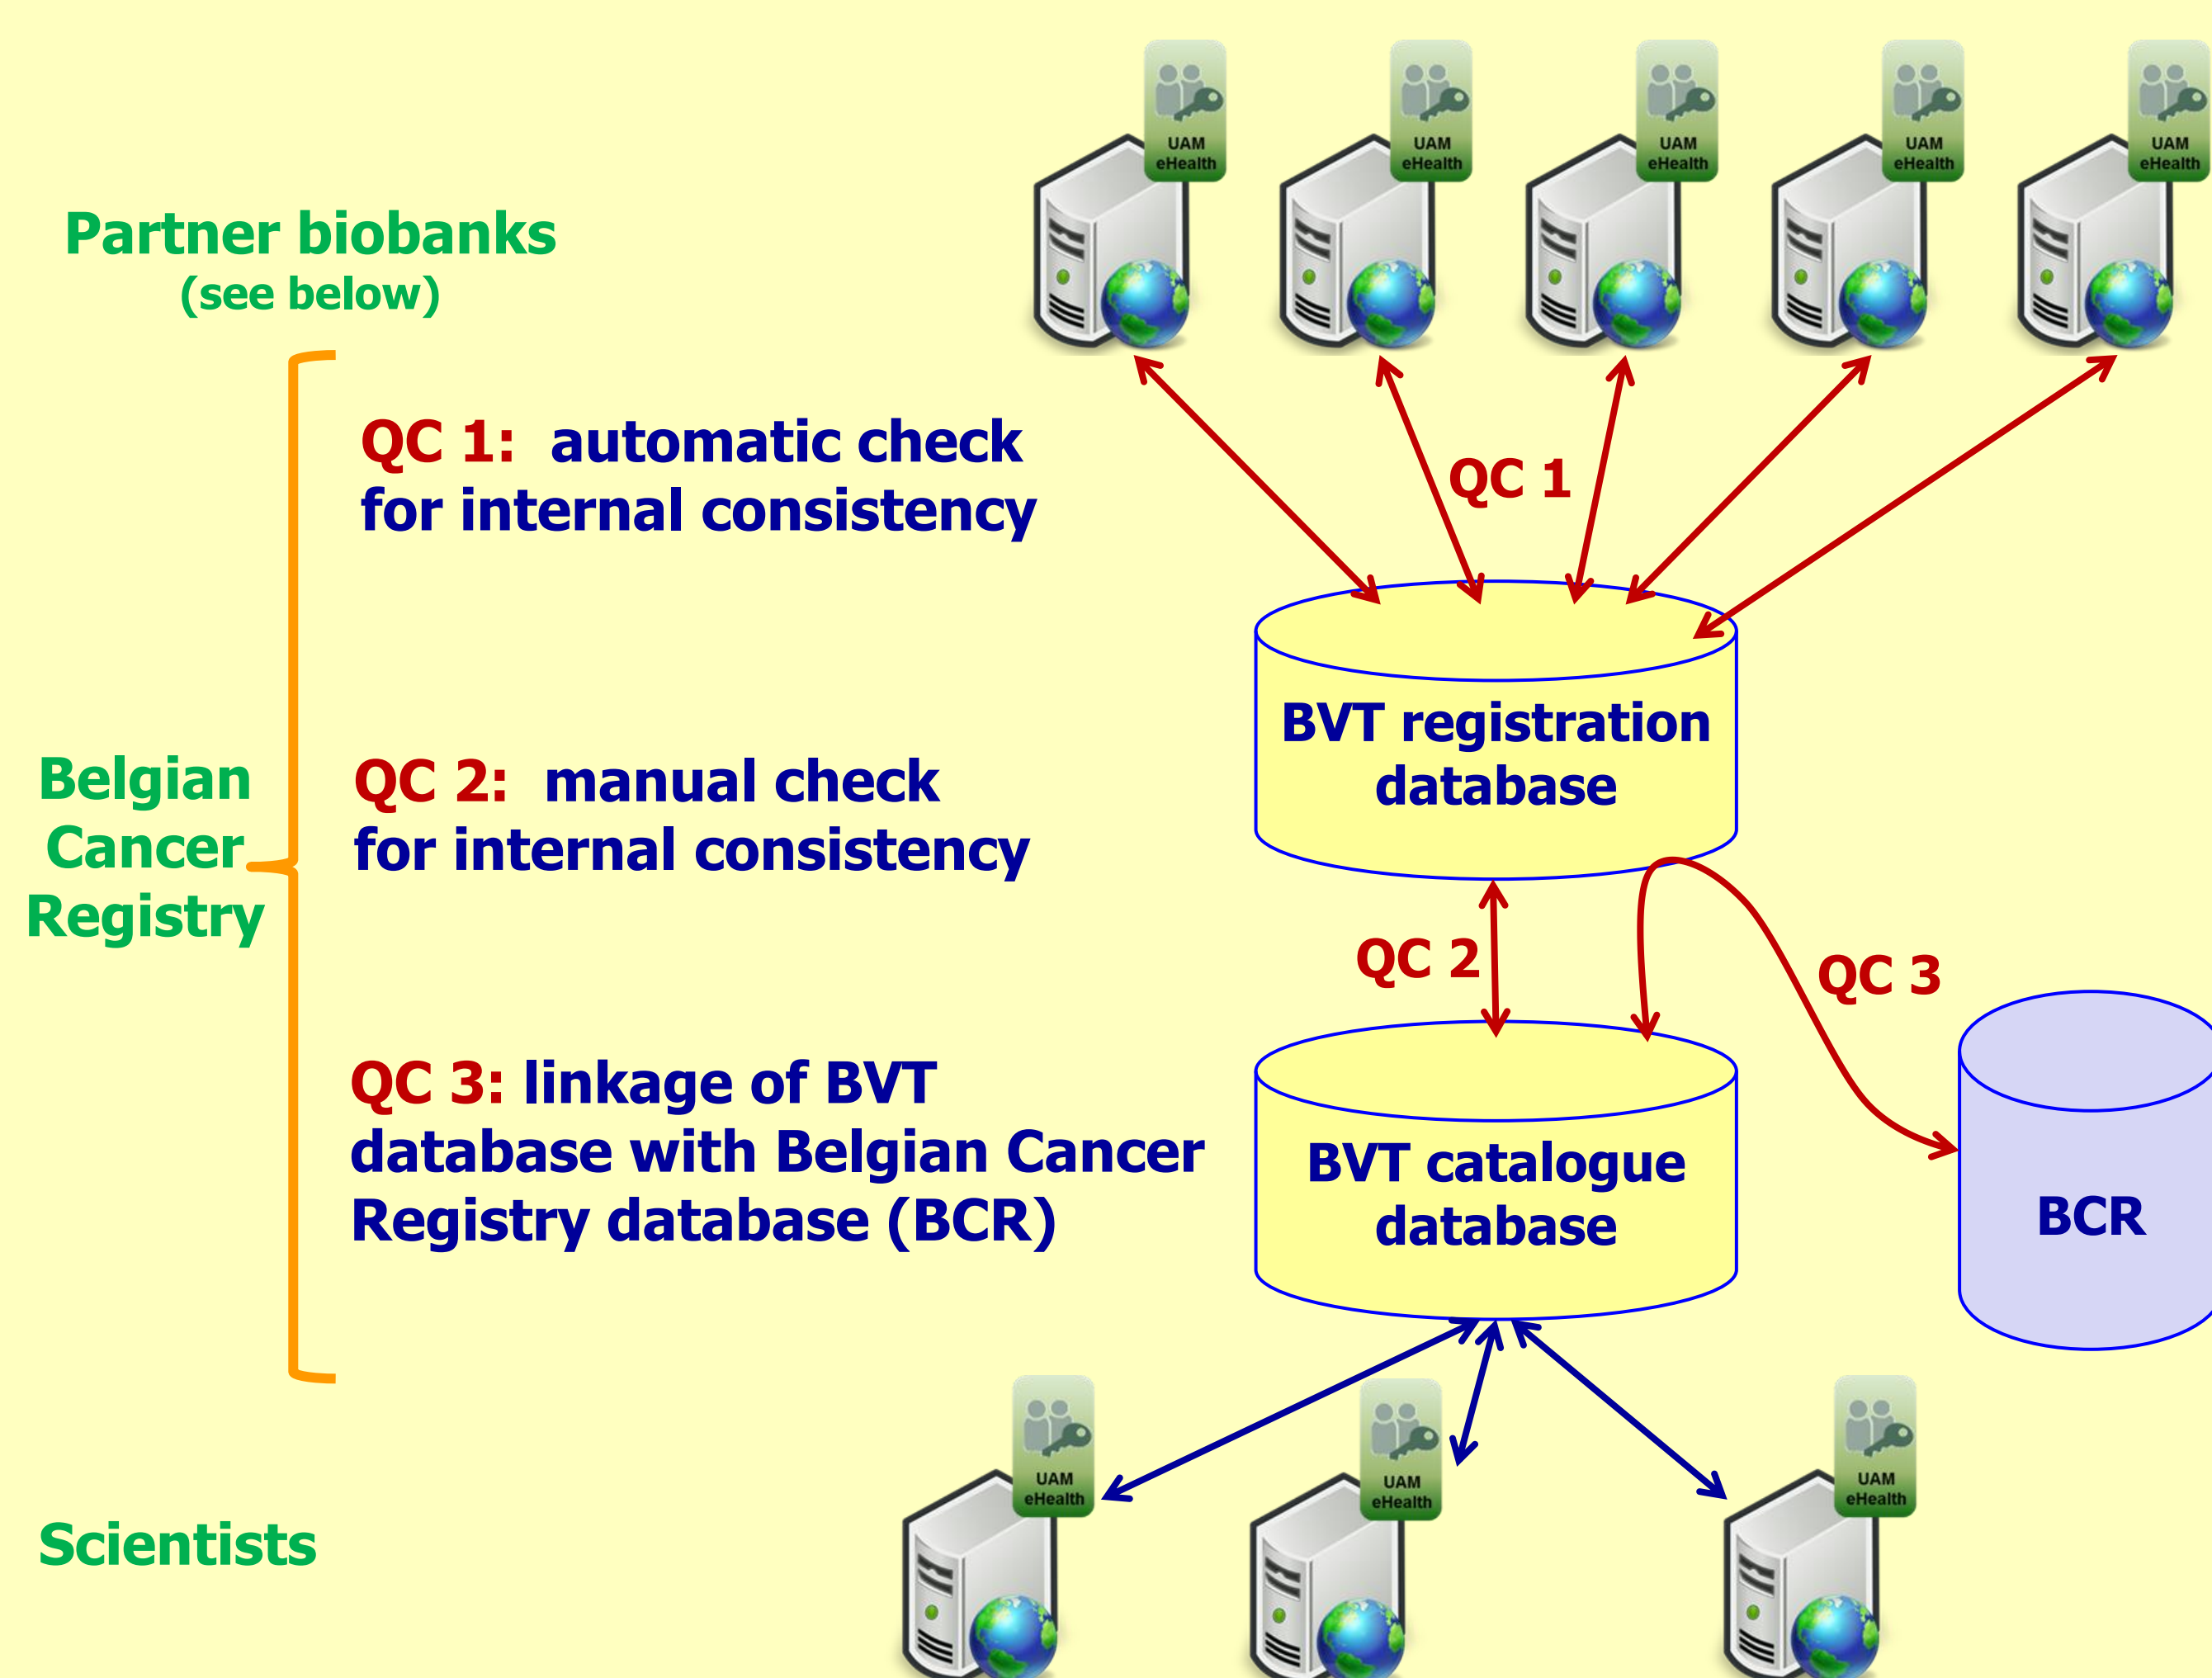 UAM
eHealth
UAM
eHealth
UAM
eHealth
UAM
eHealth
UAM
eHealth
Partner biobanks
(see below)
QC 1:  automatic check
for internal consistency
QC 1
BVT registration
database
Belgian
Cancer
Registry
QC 2:  manual check
for internal consistency
QC 2
QC 3
QC 3: linkage of BVT
database with Belgian Cancer
Registry database (BCR)
BVT catalogue
database
BCR
UAM
eHealth
UAM
eHealth
UAM
eHealth
Scientists